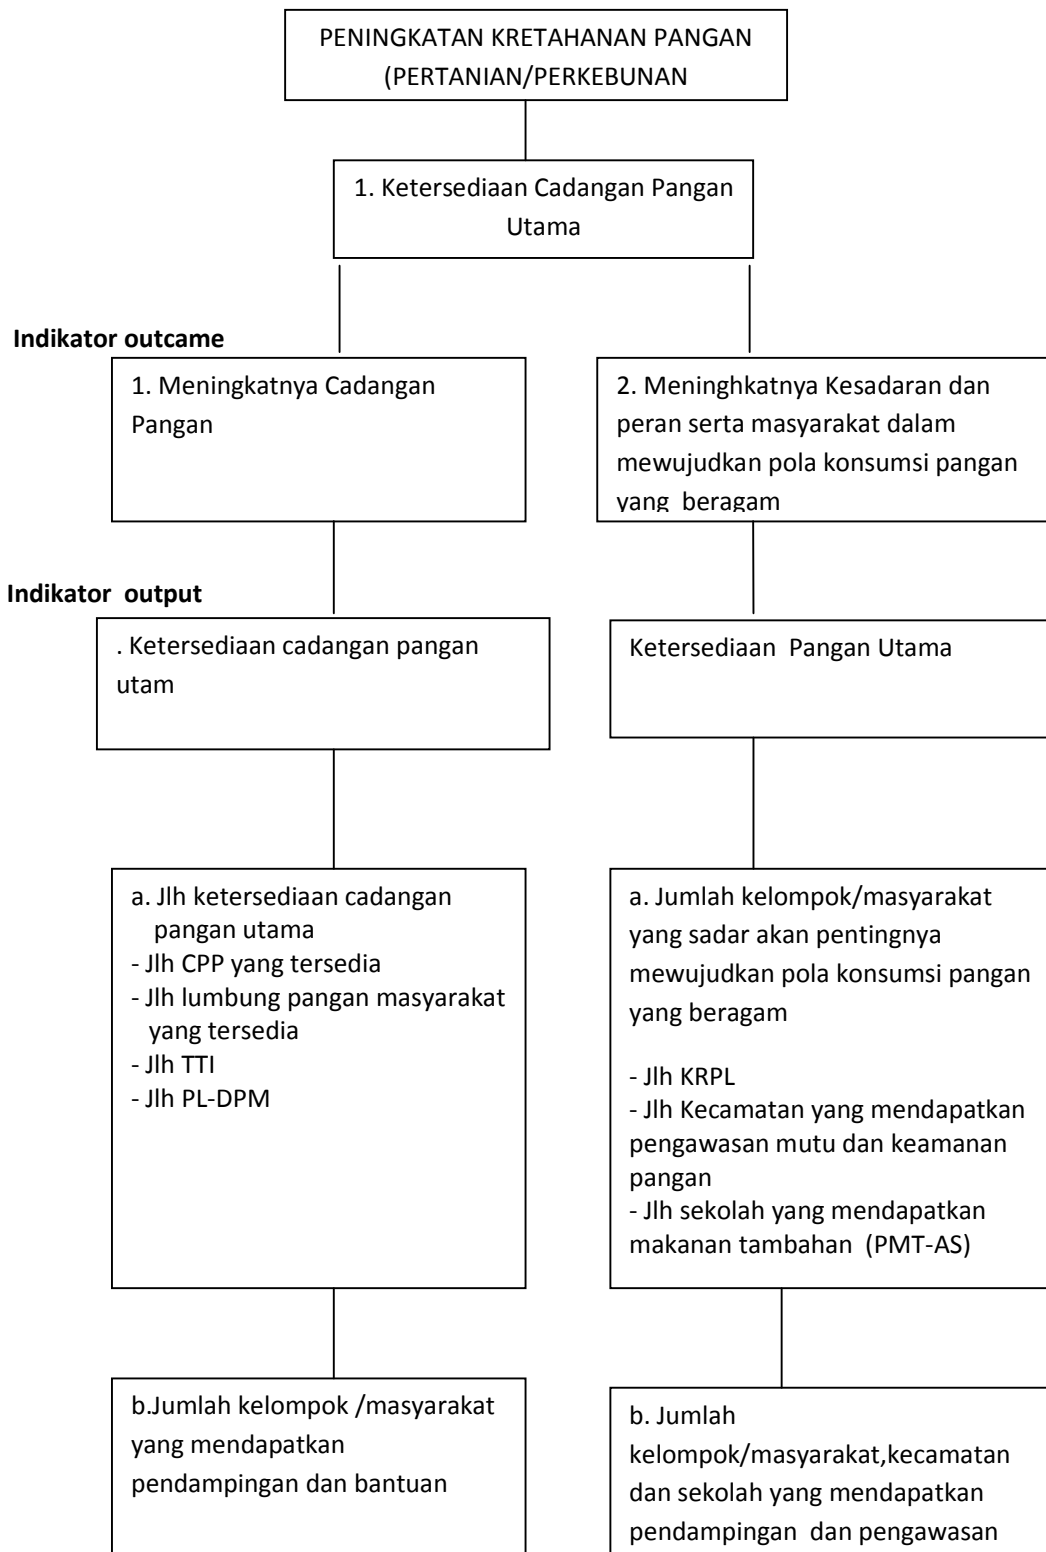 PENINGKATAN KRETAHANAN PANGAN
(PERTANIAN/PERKEBUNAN
1. Ketersediaan Cadangan Pangan
Utama
Indikator outcame
1. Meningkatnya Cadangan
Pangan
2. Meninghkatnya Kesadaran dan
peran serta masyarakat dalam
mewujudkan pola konsumsi pangan
yang beragam
Indikator output
. Ketersediaan cadangan pangan
utam
Ketersediaan Pangan Utama
a. Jlh ketersediaan cadangan
pangan utama
- Jlh CPP yang tersedia
- Jlh lumbung pangan masyarakat
yang tersedia
- Jlh TTI
- Jlh PL-DPM
a. Jumlah kelompok/masyarakat
yang sadar akan pentingnya
mewujudkan pola konsumsi pangan
yang beragam
- Jlh KRPL
- Jlh Kecamatan yang mendapatkan
pengawasan mutu dan keamanan
pangan
- Jlh sekolah yang mendapatkan
makanan tambahan (PMT-AS)
b.Jumlah kelompok /masyarakat
yang mendapatkan
pendampingan dan bantuan
b. Jumlah
kelompok/masyarakat,kecamatan
dan sekolah yang mendapatkan
pendampingan dan pengawasan